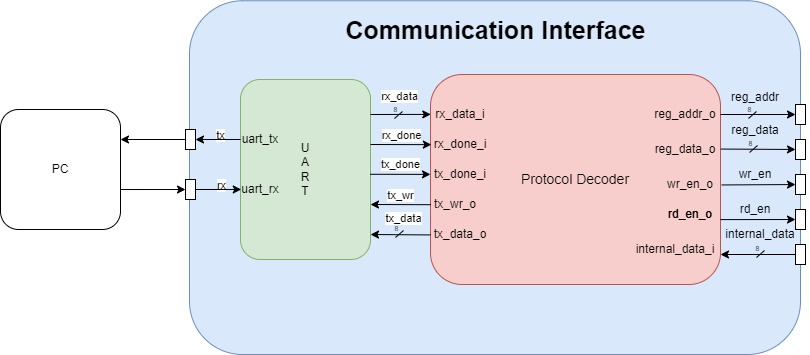 Communication Interface
PC
tx
rx
uart_tx
uart_rx
U
A
R
T
rx_data
8
rx_done
tx_done
tx_wr
tx_data
8
rx_data_i
rx_done_i
tx_done_i
tx_wr_o
tx_data_o
Protocol Decoder
reg_addr_o
reg_data_o
wr_en_o
rd_en_o
internal_data_i
reg_addr
8
reg_data
8
wr_en
rd_en
internal_data
8